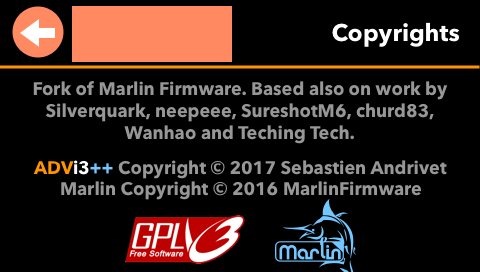 Copyrights
Fork of Marlin Firmware. Based also on work by
Silverquark, neepeee, SureshotM6, churd83,
Wanhao and Teching Tech.
ADVi3++ Copyright © 2017 Sebastien Andrivet
Marlin Copyright © 2016 MarlinFirmware
GPLv3
Free Software
Marlin